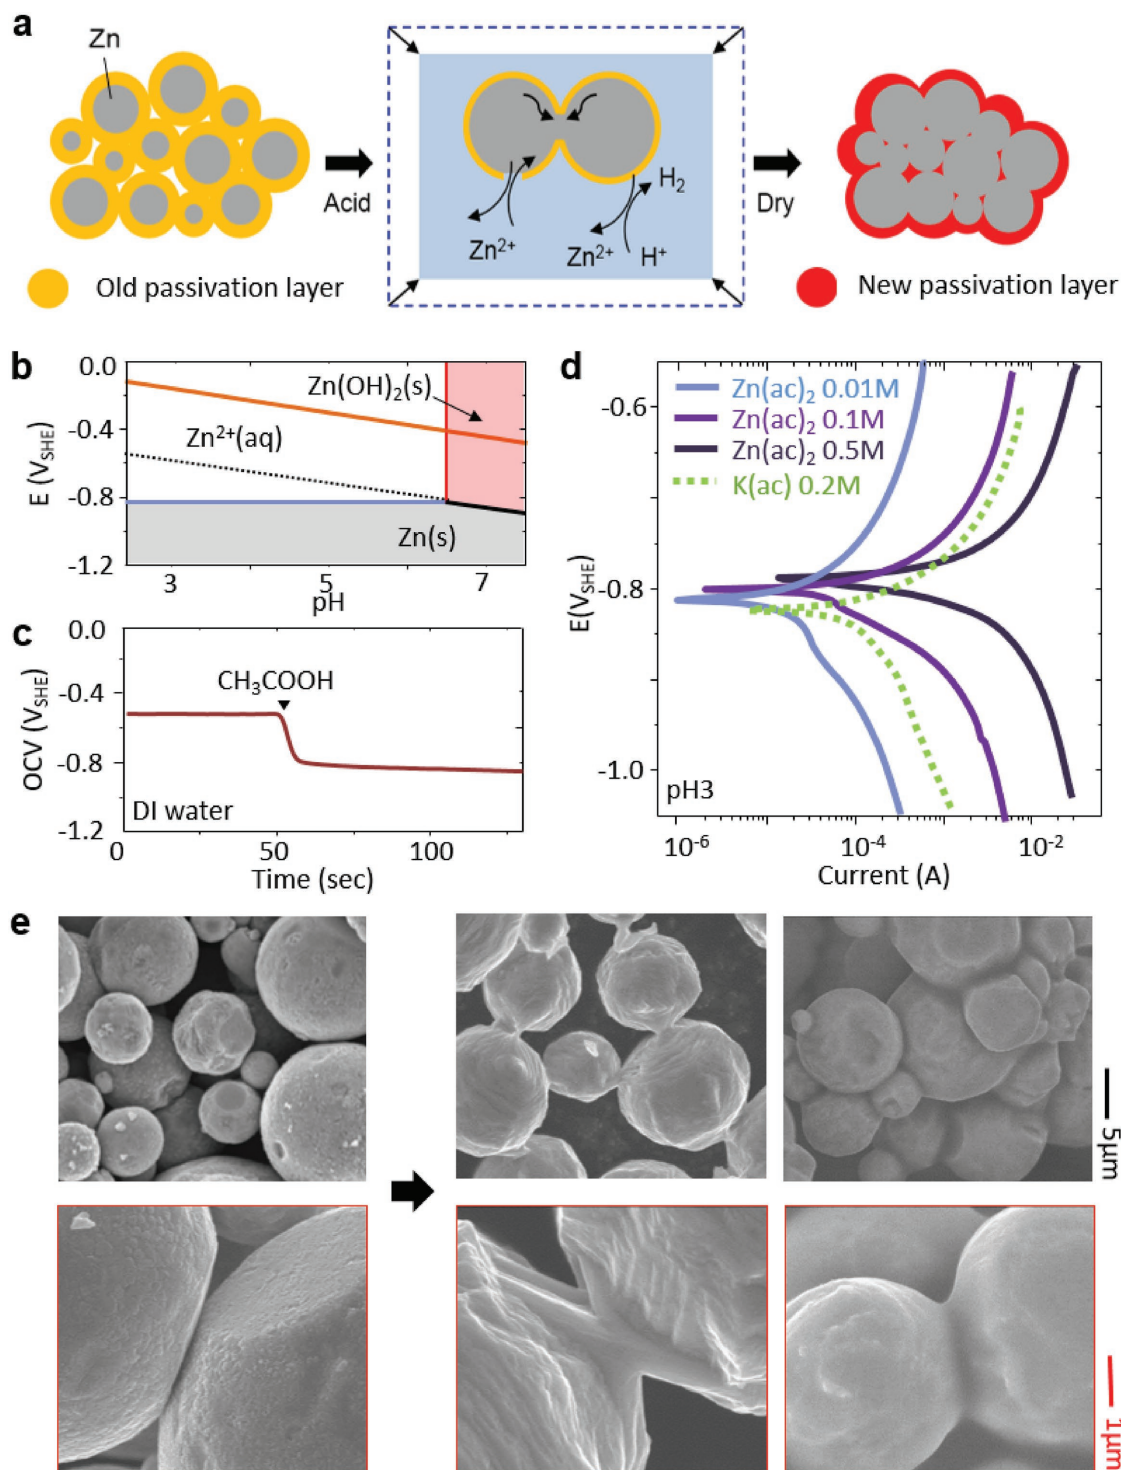 a
Zn
Acid
Zn2+
Zn2+
H+
H2
Dry
Old passivation layer
New passivation layer
b
0.0
-0.4
-0.8
-1.2
E (VSHE)
Zn(OH)2(s)
Zn2+(aq)
Zn(s)
3
5
7
pH
c
0.0
-0.4
-0.8
-1.2
OCV (VSHE)
CH3COOH
DI water
0
50
100
Time (sec)
d
Zn(ac)2 0.01M
Zn(ac)2 0.1M
Zn(ac)2 0.5M
K(ac) 0.2M
-0.6
-0.8
-1.0
E(VSHE)
pH3
10-6
10-4
10-2
Current (A)
e
5μm
1μm